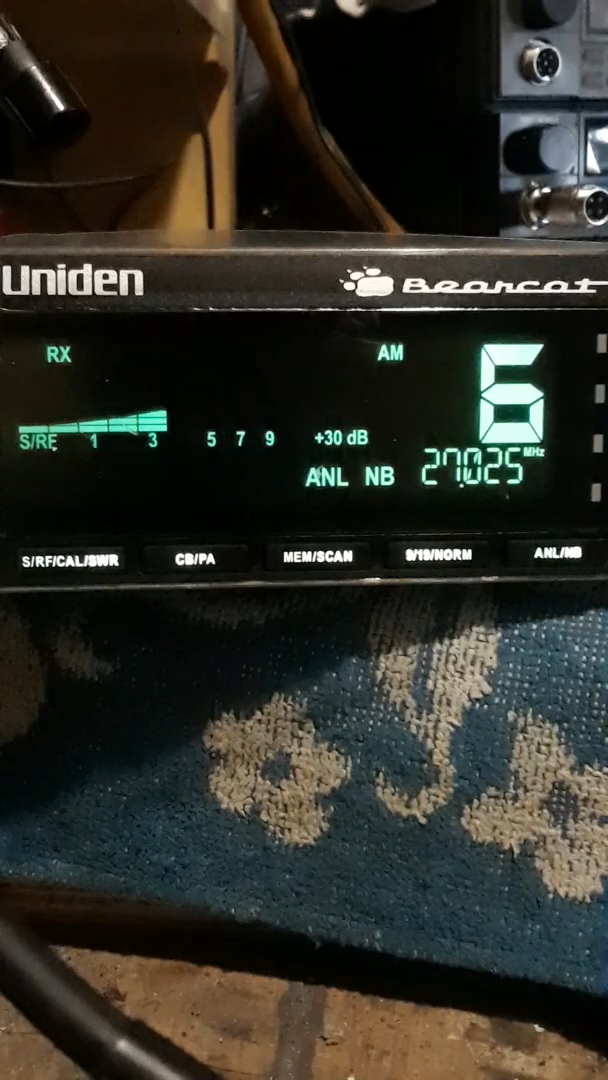 Uniden Bearcat
RX AM 6
S/RF 1 3 5 7 9 +30 dB
ANL NB 27.025 MHz
S/RF/CAL/SWR CB/PA MEM/SCAN 9/19/NORM ANL/NB